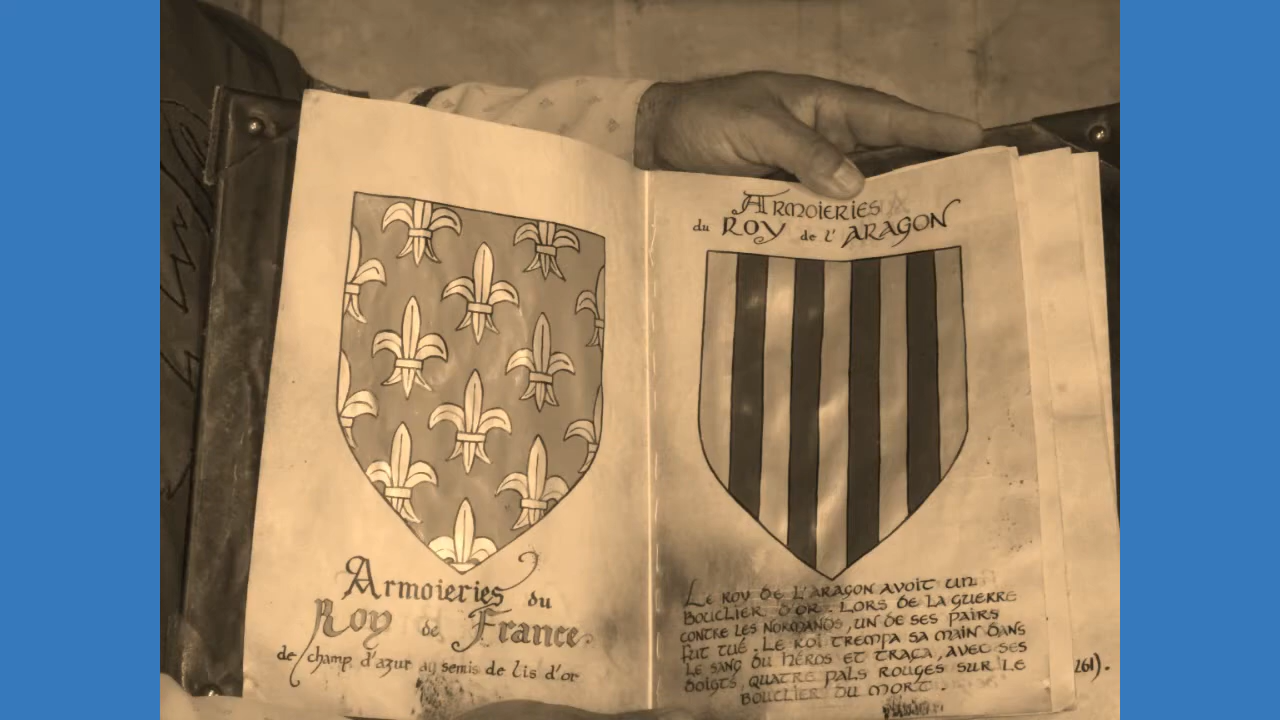 Armoieries du
Roy de France
de champ d'azur au semis de lis d'or
Armoieries
du Roy de l'Aragon
Le roy de l'Aragon avoit un
bouclier d'or. Lors de la guerre
contre les Normands, un de ses pairs
fut tué. Le roi trempa sa main dans
le sang du héros et traça, avec ses
doigts, quatre pals rouges sur le
bouclier du mort.
261).